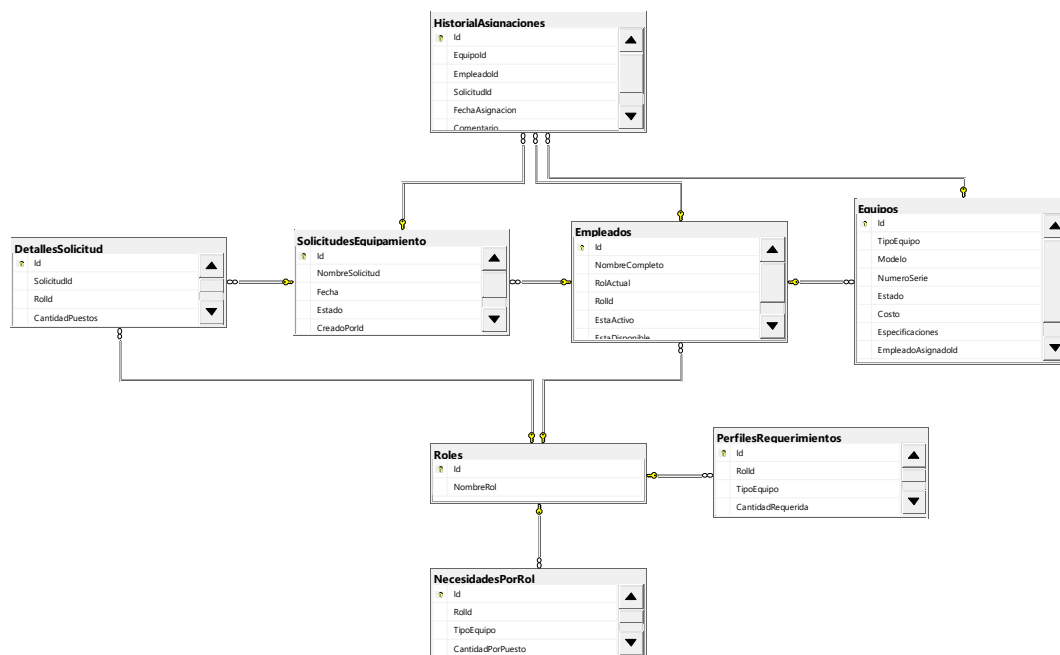 HistorialAsignaciones
Id
EquipoId
EmpleadoId
SolicitudId
FechaAsignacion
Comentario
DetallesSolicitud
Id
SolicitudId
RolId
CantidadPuestos
SolicitudesEquipamiento
Id
NombreSolicitud
Fecha
Estado
CreadoPorId
Empleados
Id
NombreCompleto
RolActual
RolId
EstaActivo
EstaDisponible
Equipos
Id
TipoEquipo
Modelo
NumeroSerie
Estado
Costo
Especificaciones
EmpleadoAsignadoId
Roles
Id
NombreRol
PerfilesRequerimientos
Id
RolId
TipoEquipo
CantidadRequerida
NecesidadesPorRol
Id
RolId
TipoEquipo
CantidadPorPuesto